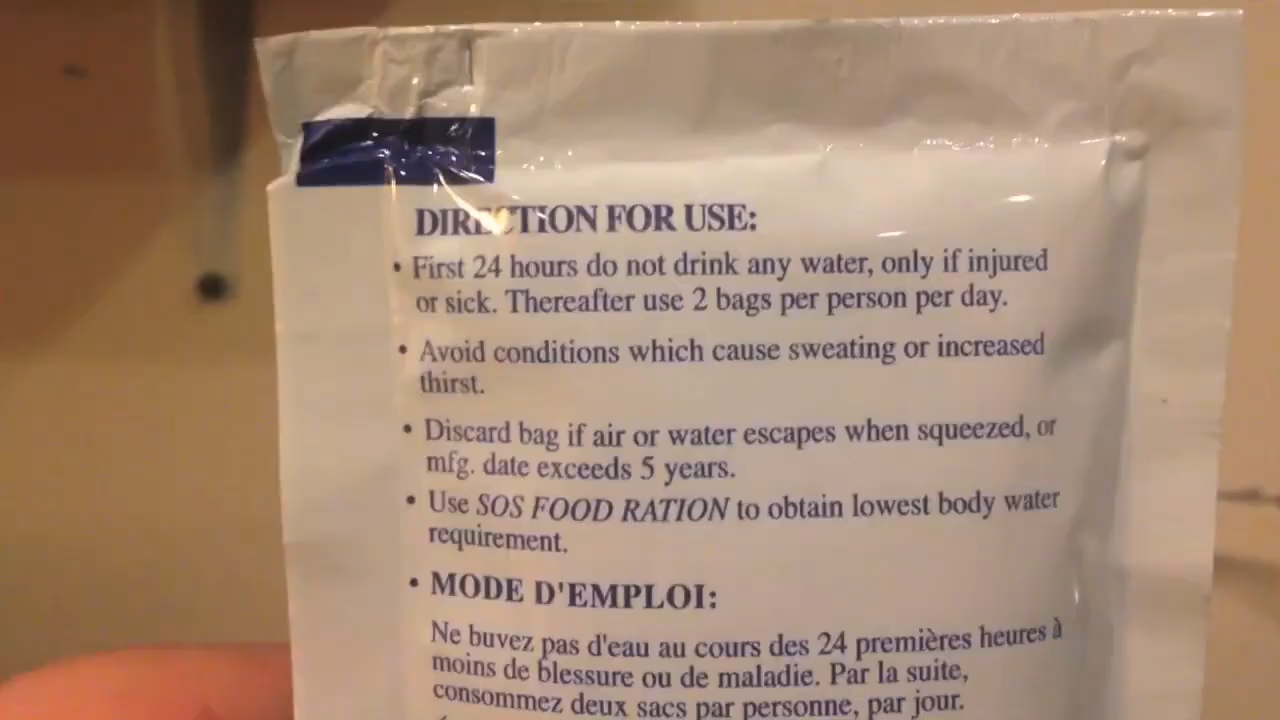 DIRECTION FOR USE:
• First 24 hours do not drink any water, only if injured
or sick. Thereafter use 2 bags per person per day.
• Avoid conditions which cause sweating or increased
thirst.
• Discard bag if air or water escapes when squeezed, or
mfg. date exceeds 5 years.
• Use SOS FOOD RATION to obtain lowest body water
requirement.
• MODE D'EMPLOI:
Ne buvez pas d'eau au cours des 24 premières heures à
moins de blessure ou de maladie. Par la suite,
consommez deux sacs par personne, par jour.